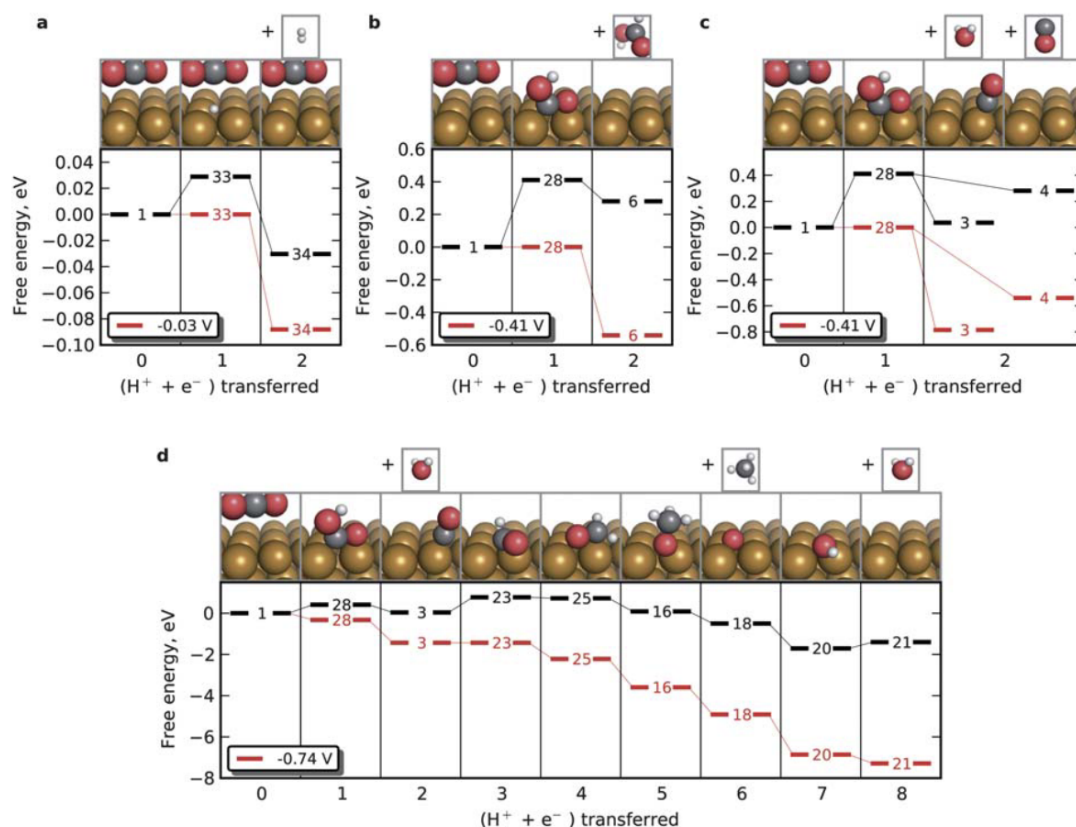 a
b
c
+
+
+
+
Free energy, eV
0.04
0.02
0.00
−0.02
−0.04
−0.06
−0.08
−0.10
1
33
33
34
34
-0.03 V
0 1 2
(H⁺ + e⁻ ) transferred
Free energy, eV
0.6
0.4
0.2
0.0
−0.2
−0.4
−0.6
1
28
28
6
6
-0.41 V
0 1 2
(H⁺ + e⁻ ) transferred
Free energy, eV
0.4
0.2
0.0
−0.2
−0.4
−0.6
−0.8
1
28
28
3
4
4
3
-0.41 V
0 1 2
(H⁺ + e⁻ ) transferred
d
+
+
+
Free energy, eV
0
−2
−4
−6
−8
1 28 3 23 25 16 18 20 21
28 3 23 25 16 18 20 21
-0.74 V
0 1 2 3 4 5 6 7 8
(H⁺ + e⁻ ) transferred